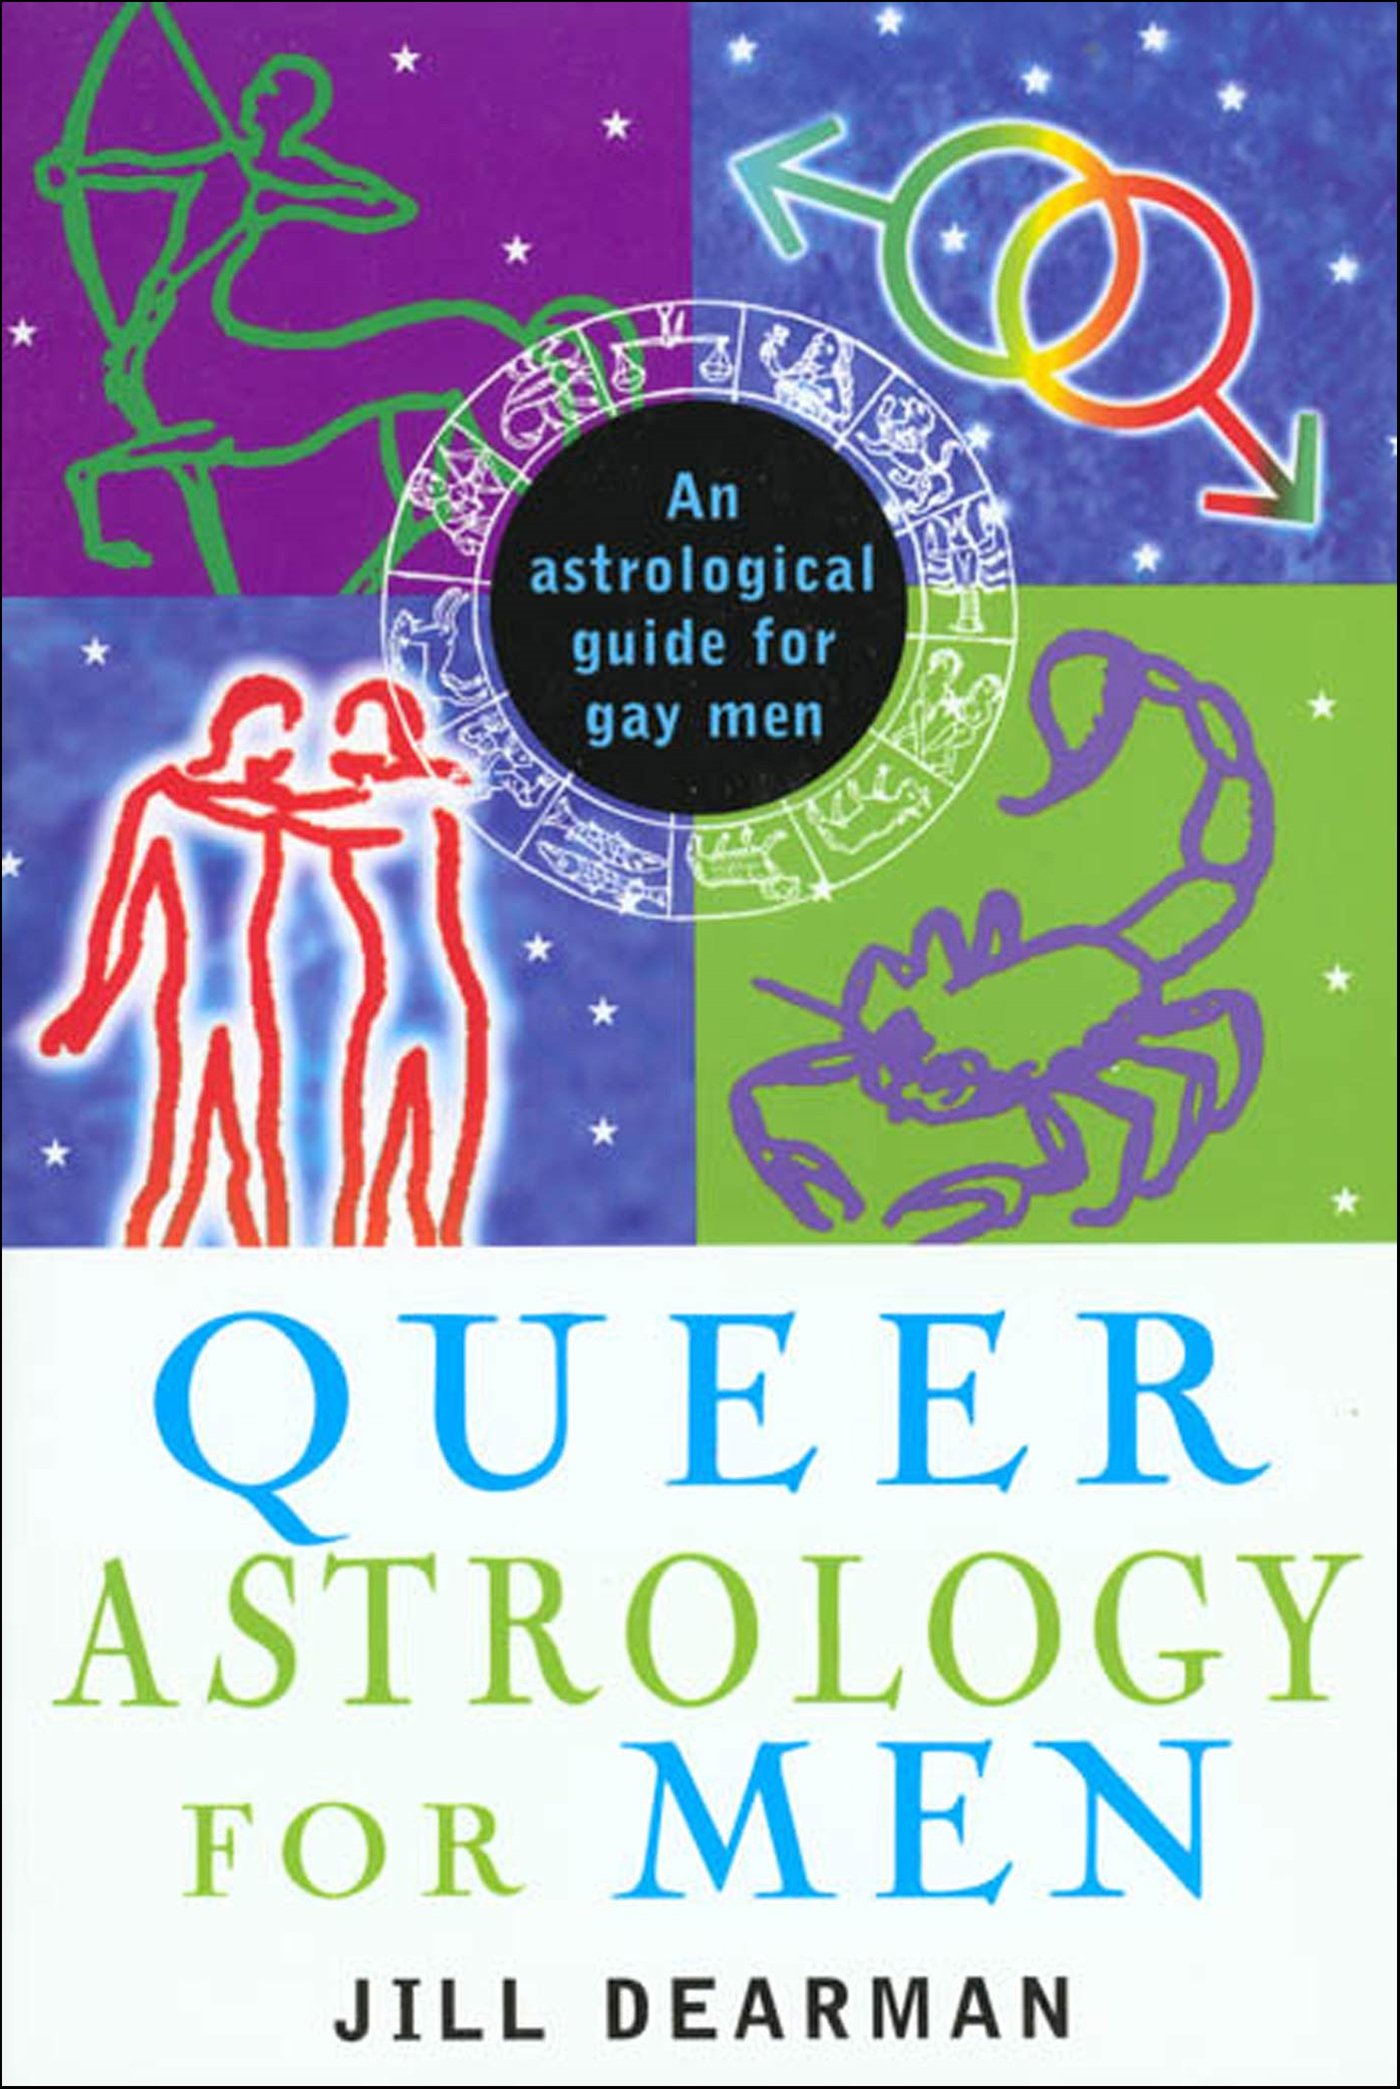 An
astrological
guide for
gay men
QUEER
ASTROLOGY
FOR MEN
JILL DEARMAN